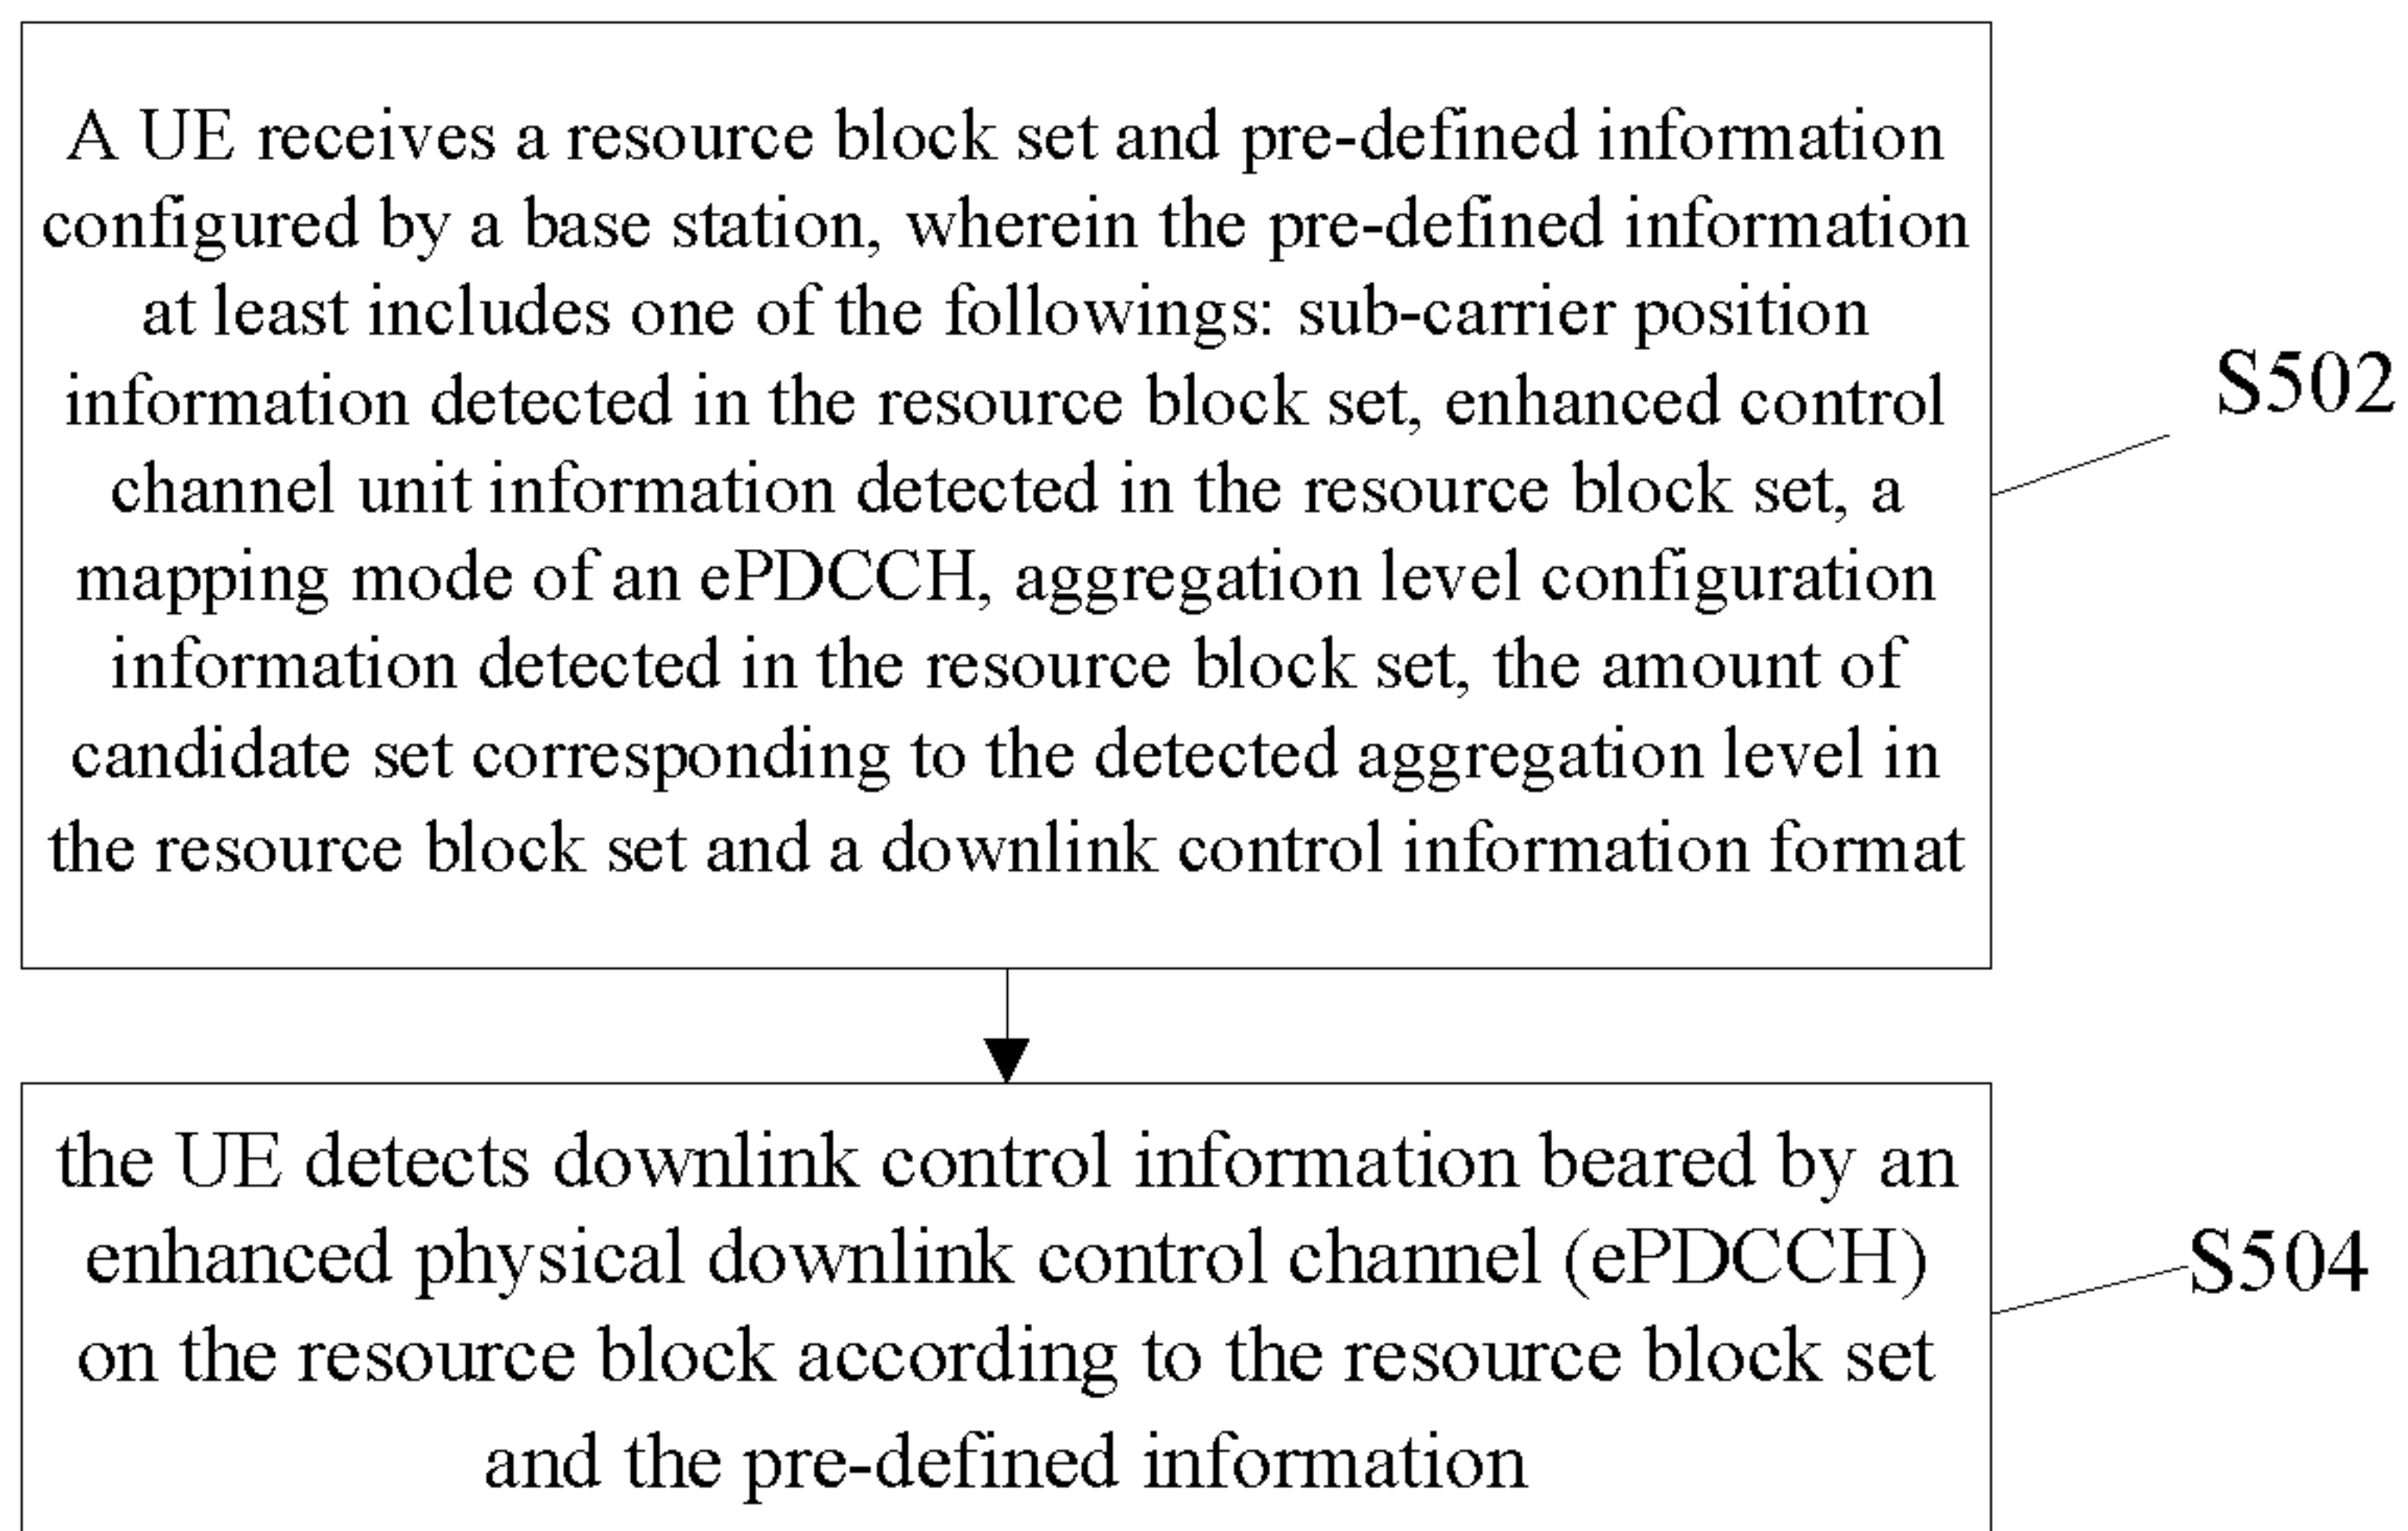 A UE receives a resource block set and pre-defined information
configured by a base station, wherein the pre-defined information
at least includes one of the followings: sub-carrier position
information detected in the resource block set, enhanced control
channel unit information detected in the resource block set, a
mapping mode of an ePDCCH, aggregation level configuration
information detected in the resource block set, the amount of
candidate set corresponding to the detected aggregation level in
the resource block set and a downlink control information format
S502
the UE detects downlink control information beared by an
enhanced physical downlink control channel (ePDCCH)
on the resource block according to the resource block set
and the pre-defined information
S504